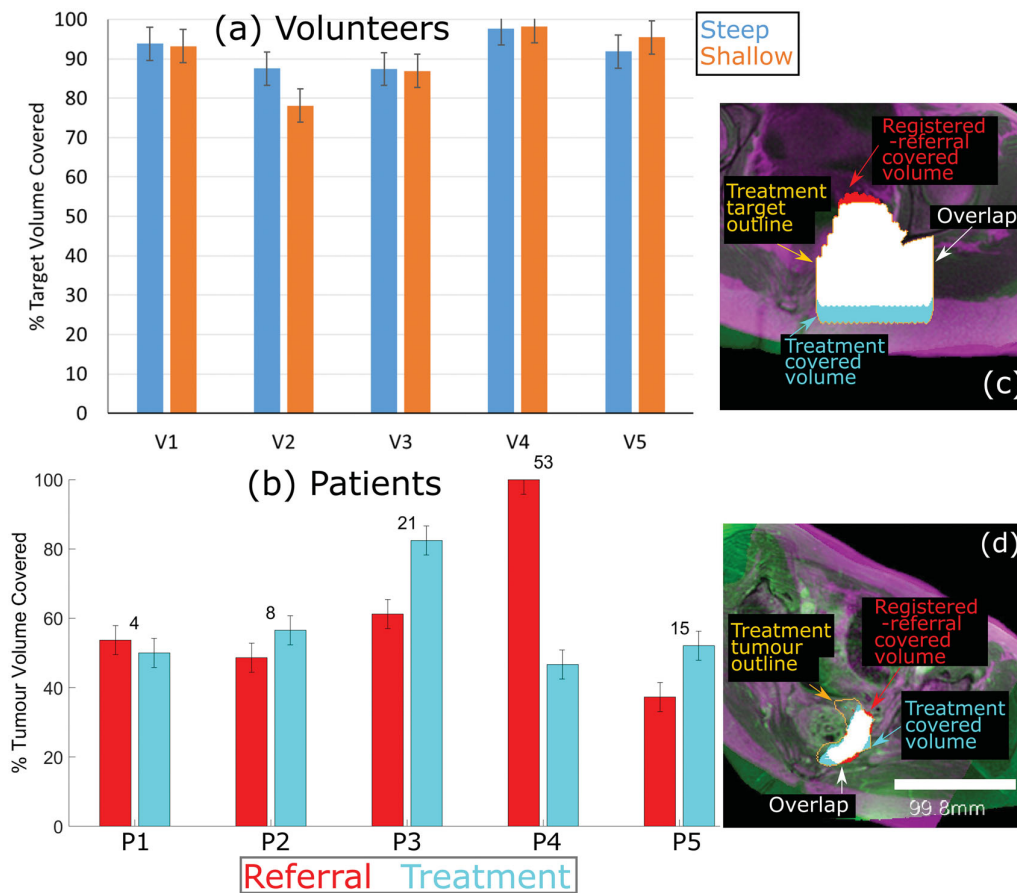 (a) Volunteers
Steep
Shallow
% Target Volume Covered
100
90
80
70
60
50
40
30
20
10
0
V1 V2 V3 V4 V5
Registered
-referral
covered
volume
Treatment
target
outline
Overlap
Treatment
covered
volume
(c)
(b) Patients
% Tumour Volume Covered
100
80
60
40
20
0
4
8
21
53
15
P1 P2 P3 P4 P5
Referral Treatment
(d)
Registered
-referral
covered
volume
Treatment
tumour
outline
Treatment
covered
volume
Overlap
99.8mm